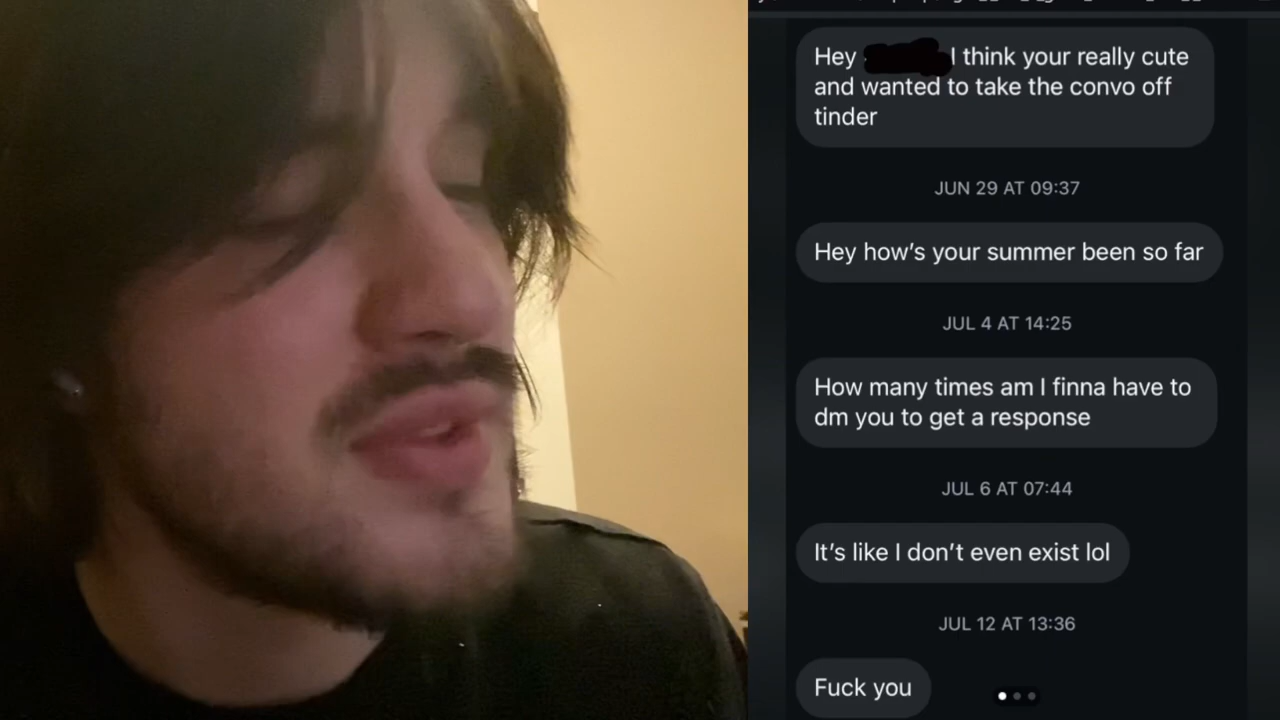 Hey I think your really cute
and wanted to take the convo off
tinder
JUN 29 AT 09:37
Hey how's your summer been so far
JUL 4 AT 14:25
How many times am I finna have to
dm you to get a response
JUL 6 AT 07:44
It's like I don't even exist lol
JUL 12 AT 13:36
Fuck you